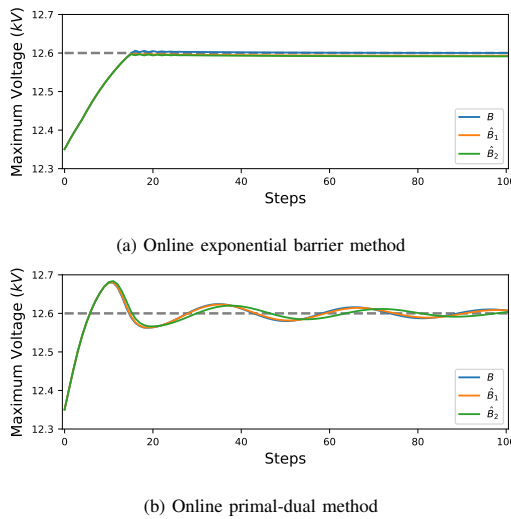 12.7
12.6
12.5
12.4
12.3
Maximum Voltage (kV)
B
B̂₁
B̂₂
0
20
40
60
80
100
Steps
(a) Online exponential barrier method
12.7
12.6
12.5
12.4
12.3
Maximum Voltage (kV)
B
B̂₁
B̂₂
0
20
40
60
80
100
Steps
(b) Online primal-dual method